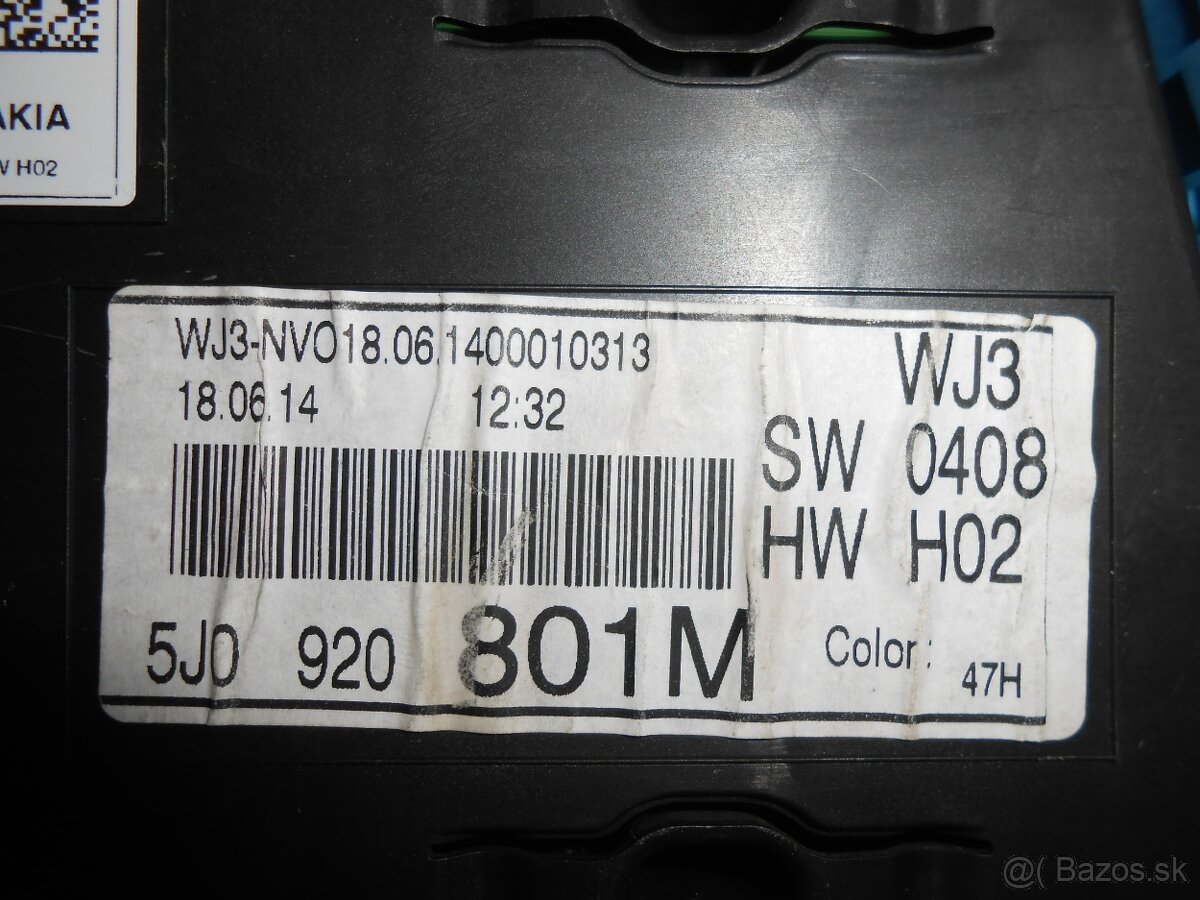 AKIA
W H02
WJ3-NVO18.06.1400010313
WJ3
18.06.14 12:32
SW 0408
HW H02
5J0 920 801M
Color: 47H
@( Bazos.sk